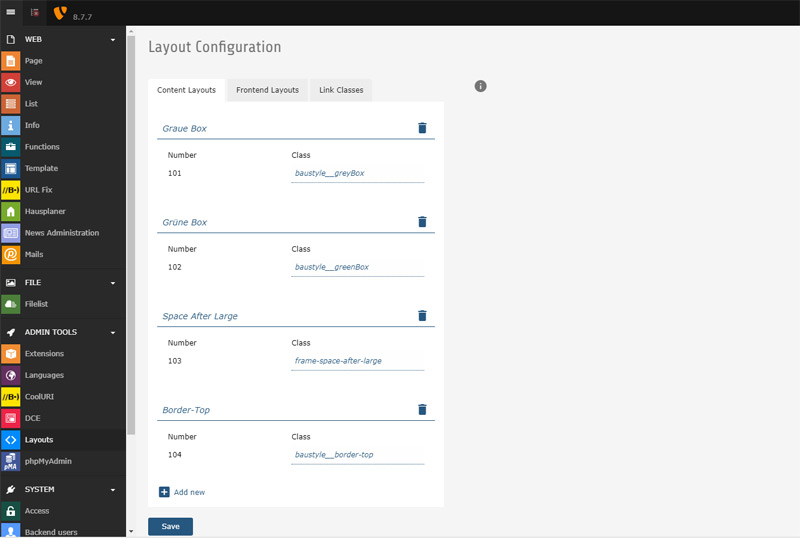 8.7.7
WEB
Page
View
List
Info
Functions
Template
//B-)
URL Fix
Hausplaner
News Administration
Mails
FILE
Filelist
ADMIN TOOLS
Extensions
Languages
//B-)
CoolURI
DCE
Layouts
pMA
phpMyAdmin
SYSTEM
Access
Backend users
Layout Configuration
Content Layouts Frontend Layouts Link Classes
Graue Box
Number Class
101 baustyle__greyBox
Grüne Box
Number Class
102 baustyle__greenBox
Space After Large
Number Class
103 frame-space-after-large
Border-Top
Number Class
104 baustyle__border-top
Add new
Save